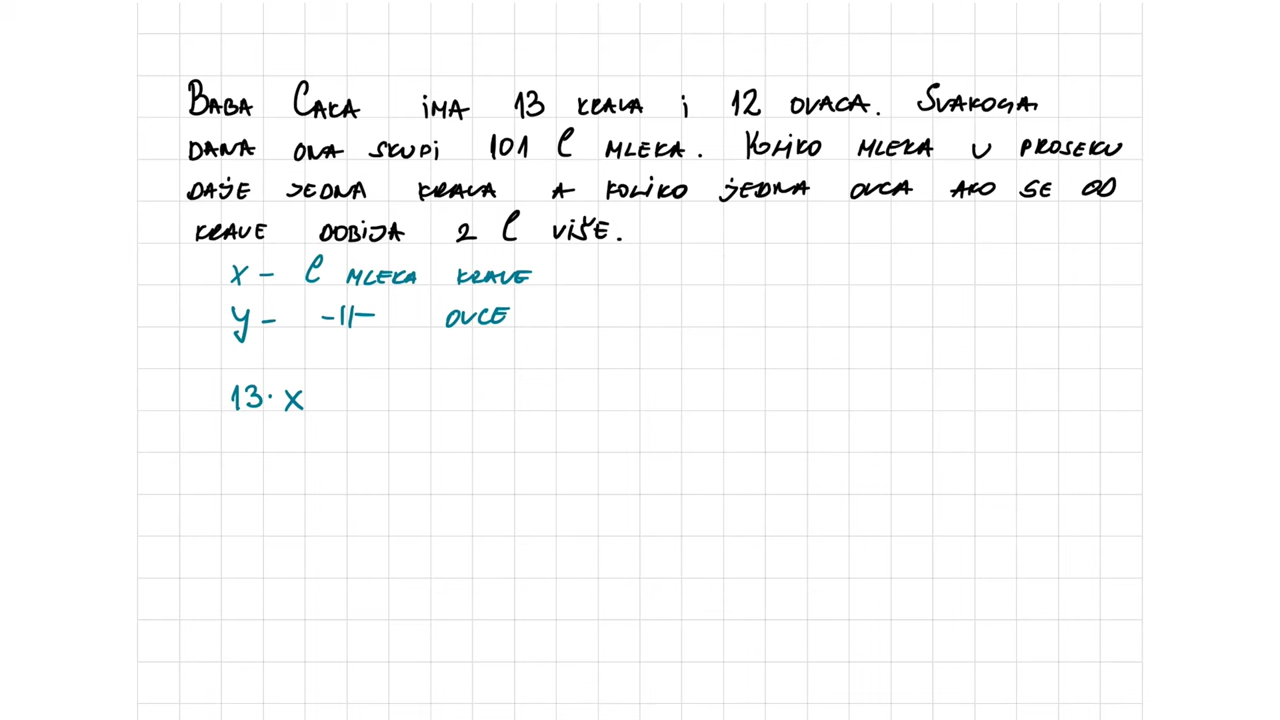 BABA CAKA IMA 13 KRAVA I 12 OVACA. SVAKOGA
DANA ONA SKUPI 101 l MLEKA. KOLIKO MLEKA U PROSEKU
DAJE JEDNA KRAVA A KOLIKO JEDNA OVCA AKO SE OD
KRAVE DOBIJA 2 l VIŠE.
x - l MLEKA KRAVE
y - -||- OVCE
13 · x